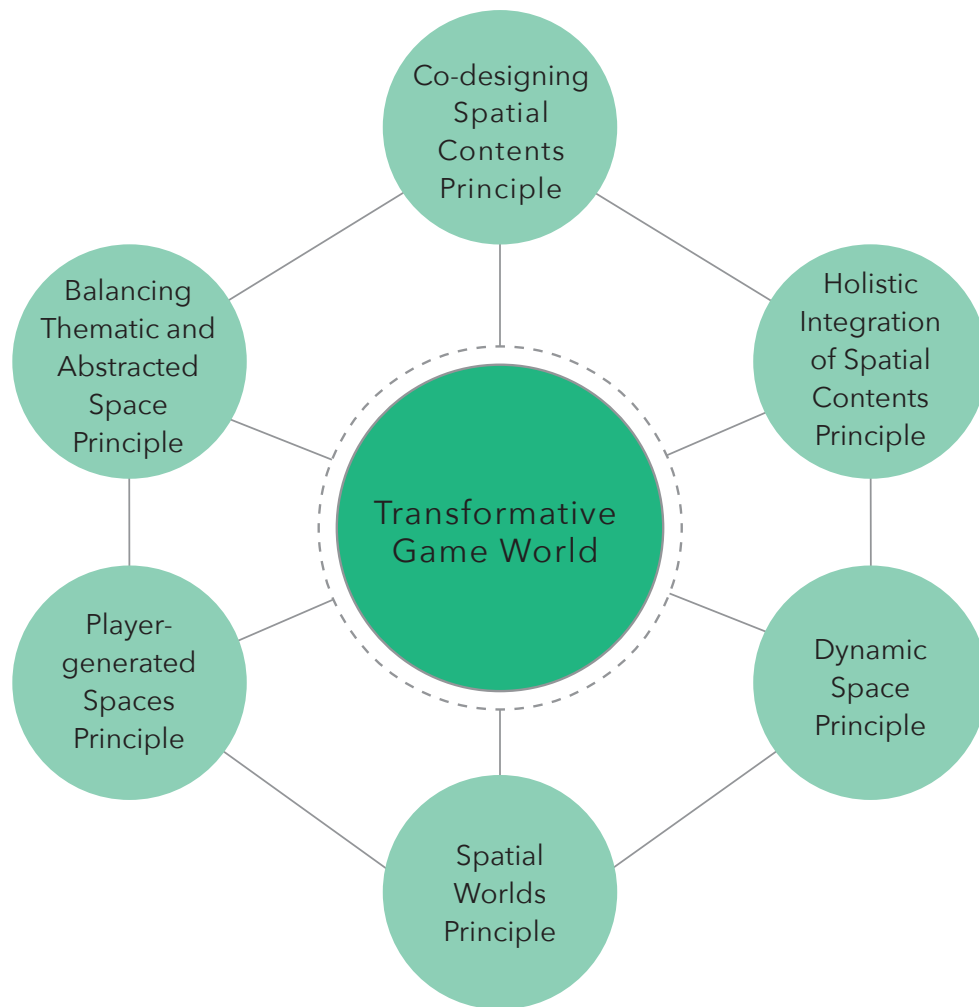 Co-designing
Spatial
Contents
Principle
Balancing
Thematic and
Abstracted
Space
Principle
Holistic
Integration
of Spatial
Contents
Principle
Transformative
Game World
Player-
generated
Spaces
Principle
Dynamic
Space
Principle
Spatial
Worlds
Principle